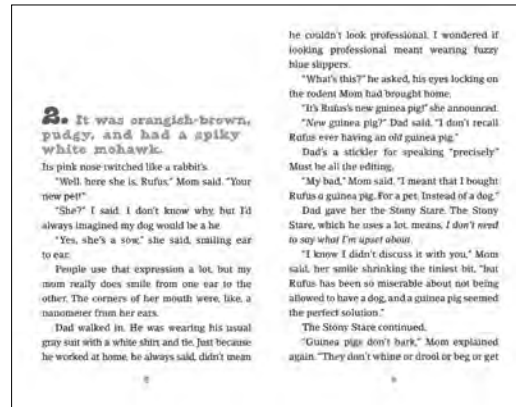 2. It was orangish-brown,
pudgy, and had a spiky
white mohawk.
Its pink nose twitched like a rabbit's.
"Well, here she is, Rufus," Mom said. "Your
new pet!"
"She?" I said. I don't know why, but I'd
always imagined my dog would be a he.
"Yes, she's a sow," she said, smiling ear
to ear.
People use that expression a lot, but my
mom really does smile from one ear to the
other. The corners of her mouth were, like, a
nanometer from her ears.
Dad walked in. He was wearing his usual
gray suit with a white shirt and tie. Just because
he worked at home, he always said, didn't mean
he couldn't look professional. I wondered if
looking professional meant wearing fuzzy
blue slippers.
"What's this?" he asked, his eyes locking on
the rodent Mom had brought home.
"It's Rufus's new guinea pig!" she announced.
"New guinea pig?" Dad said. "I don't recall
Rufus ever having an old guinea pig."
Dad's a stickler for speaking "precisely."
Must be all the editing.
"My bad," Mom said. "I meant that I bought
Rufus a guinea pig. For a pet. Instead of a dog."
Dad gave her the Stony Stare. The Stony
Stare, which he uses a lot, means, I don't need
to say what I'm upset about.
"I know I didn't discuss it with you," Mom
said, her smile shrinking the tiniest bit, "but
Rufus has been so miserable about not being
allowed to have a dog, and a guinea pig seemed
the perfect solution."
The Stony Stare continued.
"Guinea pigs don't bark," Mom explained
again. "They don't whine or drool or beg or get